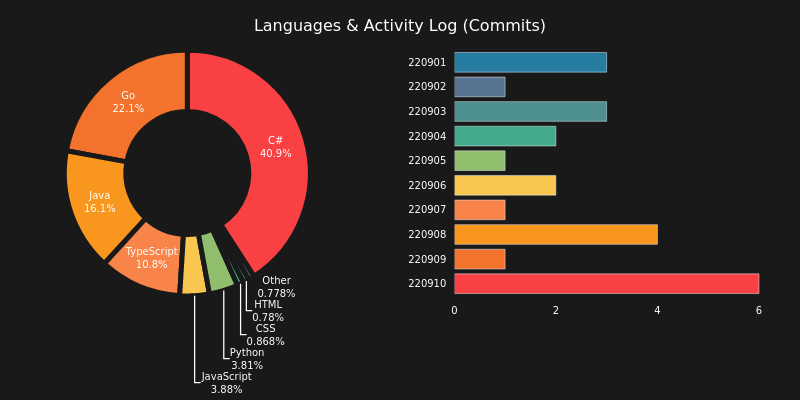 Languages & Activity Log (Commits)
C#
40.9%
Go
22.1%
Java
16.1%
TypeScript
10.8%
Other
0.778%
HTML
0.78%
CSS
0.868%
Python
3.81%
JavaScript
3.88%
220901
220902
220903
220904
220905
220906
220907
220908
220909
220910
0 2 4 6